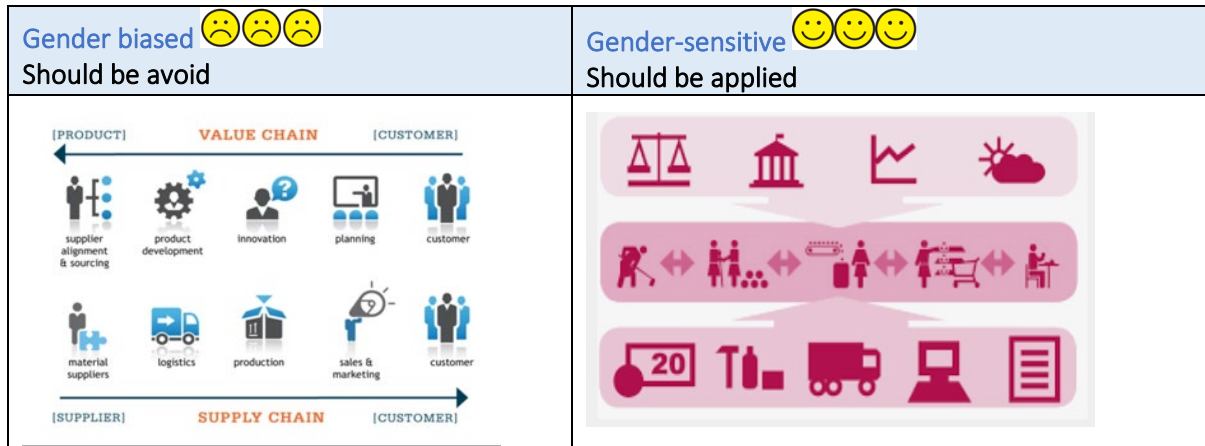 Gender biased
Should be avoid
Gender-sensitive
Should be applied
[PRODUCT] VALUE CHAIN [CUSTOMER]
supplier
alignment
& sourcing
product
development
innovation
planning
customer
material
suppliers
logistics
production
sales &
marketing
customer
[SUPPLIER] SUPPLY CHAIN [CUSTOMER]
20